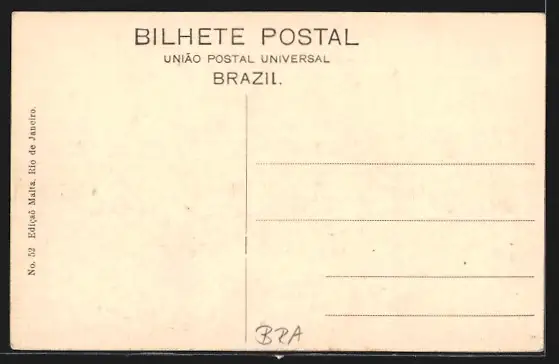 BILHETE POSTAL
UNIÃO POSTAL UNIVERSAL
BRAZIL.
No. 52 Edição Malta. Rio de Janeiro.
BRA